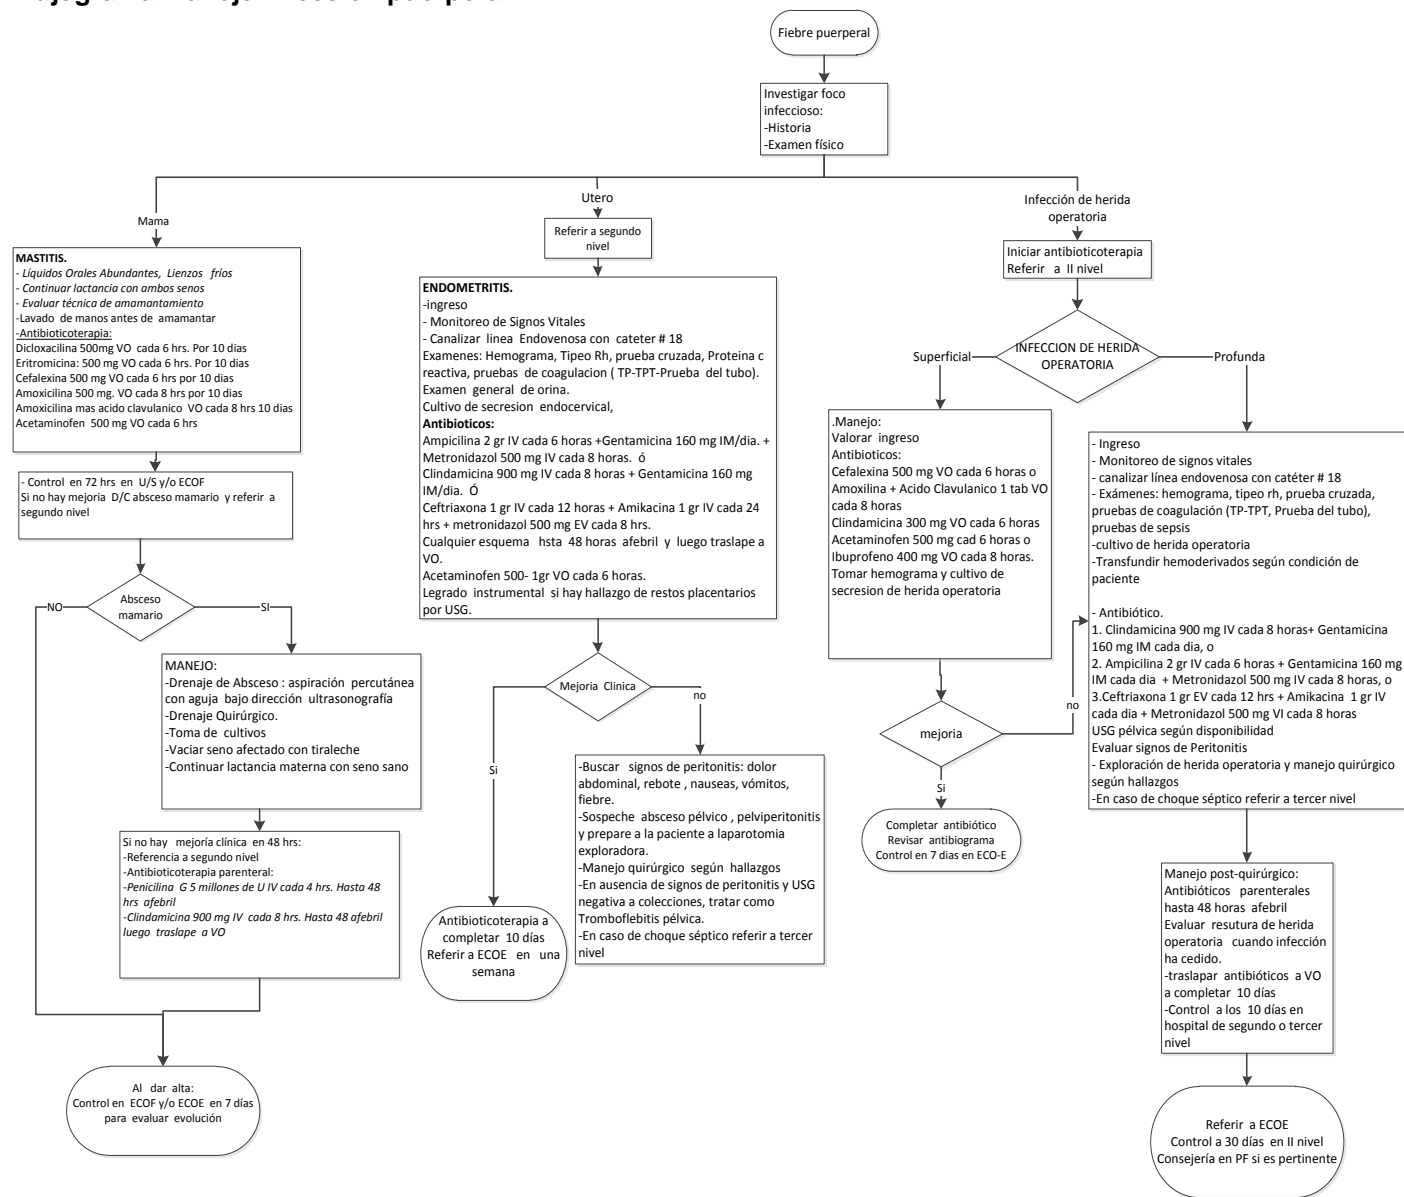 Fiebre puerperal
Investigar foco
infeccioso:
-Historia
-Examen físico
Mama
Utero
Infección de herida
operatoria
MASTITIS.
- Líquidos Orales Abundantes, Lienzos fríos
- Continuar lactancia con ambos senos
- Evaluar técnica de amamantamiento
-Lavado de manos antes de amamantar
-Antibioticoterapia:
Dicloxacilina 500mg VO cada 6 hrs. Por 10 dias
Eritromicina: 500 mg VO cada 6 hrs. Por 10 dias
Cefalexina 500 mg VO cada 6 hrs por 10 dias
Amoxicilina 500 mg. VO cada 8 hrs por 10 dias
Amoxicilina mas acido clavulanico VO cada 8 hrs 10 dias
Acetaminofen 500 mg VO cada 6 hrs
- Control en 72 hrs en U/S y/o ECOF
Si no hay mejoria D/C absceso mamario y referir a
segundo nivel
Absceso
mamario
NO
SI
MANEJO:
-Drenaje de Absceso : aspiración percutánea
con aguja bajo dirección ultrasonografía
-Drenaje Quirúrgico.
-Toma de cultivos
-Vaciar seno afectado con tiraleche
-Continuar lactancia materna con seno sano
Si no hay mejoría clínica en 48 hrs:
-Referencia a segundo nivel
-Antibioticoterapia parenteral:
-Penicilina G 5 millones de U IV cada 4 hrs. Hasta 48
hrs afebril
-Clindamicina 900 mg IV cada 8 hrs. Hasta 48 afebril
luego traslape a VO
Al dar alta:
Control en ECOF y/o ECOE en 7 días
para evaluar evolución
Referir a segundo
nivel
ENDOMETRITIS.
-ingreso
- Monitoreo de Signos Vitales
- Canalizar linea Endovenosa con cateter # 18
Examenes: Hemograma, Tipeo Rh, prueba cruzada, Proteina c
reactiva, pruebas de coagulacion ( TP-TPT-Prueba del tubo).
Examen general de orina.
Cultivo de secresion endocervical,
Antibioticos:
Ampicilina 2 gr IV cada 6 horas +Gentamicina 160 mg IM/dia. +
Metronidazol 500 mg IV cada 8 horas. ó
Clindamicina 900 mg IV cada 8 horas + Gentamicina 160 mg
IM/dia. Ó
Ceftriaxona 1 gr IV cada 12 horas + Amikacina 1 gr IV cada 24
hrs + metronidazol 500 mg EV cada 8 hrs.
Cualquier esquema hsta 48 horas afebril y luego traslape a
VO.
Acetaminofen 500- 1gr VO cada 6 horas.
Legrado instrumental si hay hallazgo de restos placentarios
por USG.
Mejoria Clinica
Si
no
Antibioticoterapia a
completar 10 días
Referir a ECOE en una
semana
-Buscar signos de peritonitis: dolor
abdominal, rebote , nauseas, vómitos,
fiebre.
-Sospeche absceso pélvico , pelviperitonitis
y prepare a la paciente a laparotomia
exploradora.
-Manejo quirúrgico según hallazgos
-En ausencia de signos de peritonitis y USG
negativa a colecciones, tratar como
Tromboflebitis pélvica.
-En caso de choque séptico referir a tercer
nivel
Iniciar antibioticoterapia
Referir a II nivel
INFECCION DE HERIDA
OPERATORIA
Superficial
Profunda
.Manejo:
Valorar ingreso
Antibioticos:
Cefalexina 500 mg VO cada 6 horas o
Amoxilina + Acido Clavulanico 1 tab VO
cada 8 horas
Clindamicina 300 mg VO cada 6 horas
Acetaminofen 500 mg cad 6 horas o
Ibuprofeno 400 mg VO cada 8 horas.
Tomar hemograma y cultivo de
secresion de herida operatoria
mejoria
no
Si
Completar antibiótico
Revisar antibiograma
Control en 7 dias en ECO-E
- Ingreso
- Monitoreo de signos vitales
- canalizar línea endovenosa con catéter # 18
- Exámenes: hemograma, tipeo rh, prueba cruzada,
pruebas de coagulación (TP-TPT, Prueba del tubo),
pruebas de sepsis
-cultivo de herida operatoria
-Transfundir hemoderivados según condición de
paciente
- Antibiótico.
1. Clindamicina 900 mg IV cada 8 horas+ Gentamicina
160 mg IM cada dia, o
2. Ampicilina 2 gr IV cada 6 horas + Gentamicina 160 mg
IM cada dia + Metronidazol 500 mg IV cada 8 horas, o
3.Ceftriaxona 1 gr EV cada 12 hrs + Amikacina 1 gr IV
cada dia + Metronidazol 500 mg VI cada 8 horas
USG pélvica según disponibilidad
Evaluar signos de Peritonitis
- Exploración de herida operatoria y manejo quirúrgico
según hallazgos
-En caso de choque séptico referir a tercer nivel
Manejo post-quirúrgico:
Antibióticos parenterales
hasta 48 horas afebril
Evaluar resutura de herida
operatoria cuando infección
ha cedido.
-traslapar antibióticos a VO
a completar 10 días
-Control a los 10 días en
hospital de segundo o tercer
nivel
Referir a ECOE
Control a 30 días en II nivel
Consejería en PF si es pertinente